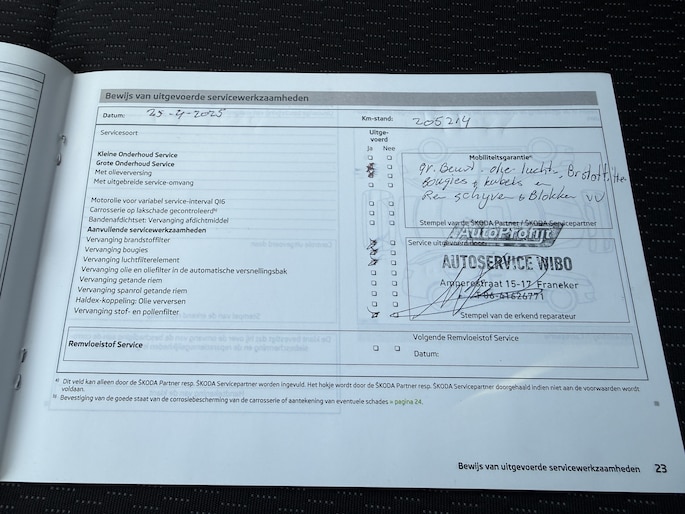 Bewijs van uitgevoerde servicewerkzaamheden
Datum: 25-4-2025
Km-stand: 205214
Servicesoort
Uitge-
voerd
Ja Nee
Kleine Onderhoud Service
Grote Onderhoud Service
Met olieverversing
Met uitgebreide service-omvang
Motorolie voor variabel service-interval QI6
Carrosserie op lakschade gecontroleerd b)
Bandenafdichtset: Vervanging afdichtmiddel
Aanvullende servicewerkzaamheden
Vervanging brandstoffilter
Vervanging bougies
Vervanging luchtfilterelement
Vervanging olie en oliefilter in de automatische versnellingsbak
Vervanging getande riem
Vervanging spanrol getande riem
Haldex-koppeling: Olie verversen
Vervanging stof- en pollenfilter
Mobiliteitsgarantie a)
gr. Beurt. olie lucht, Brstoff,
Bougies, kabels en
Rem schijven & Blokken VV
Stempel van de ŠKODA Partner / ŠKODA Servicepartner
AutoProfijt
Service uitgevoerd door:
AUTOSERVICE WIBO
Amperestraat 15-17 Franeker
T 06-61626771
Stempel van de erkend reparateur
Remvloeistof Service
Volgende Remvloeistof Service
Datum:
a) Dit veld kan alleen door de ŠKODA Partner resp. ŠKODA Servicepartner worden ingevuld. Het hokje wordt door de ŠKODA Partner resp. ŠKODA Servicepartner doorgehaald indien niet aan de voorwaarden wordt
voldaan.
b) Bevestiging van de goede staat van de corrosiebescherming van de carrosserie of aantekening van eventuele schades » pagina 24.
Bewijs van uitgevoerde servicewerkzaamheden 23